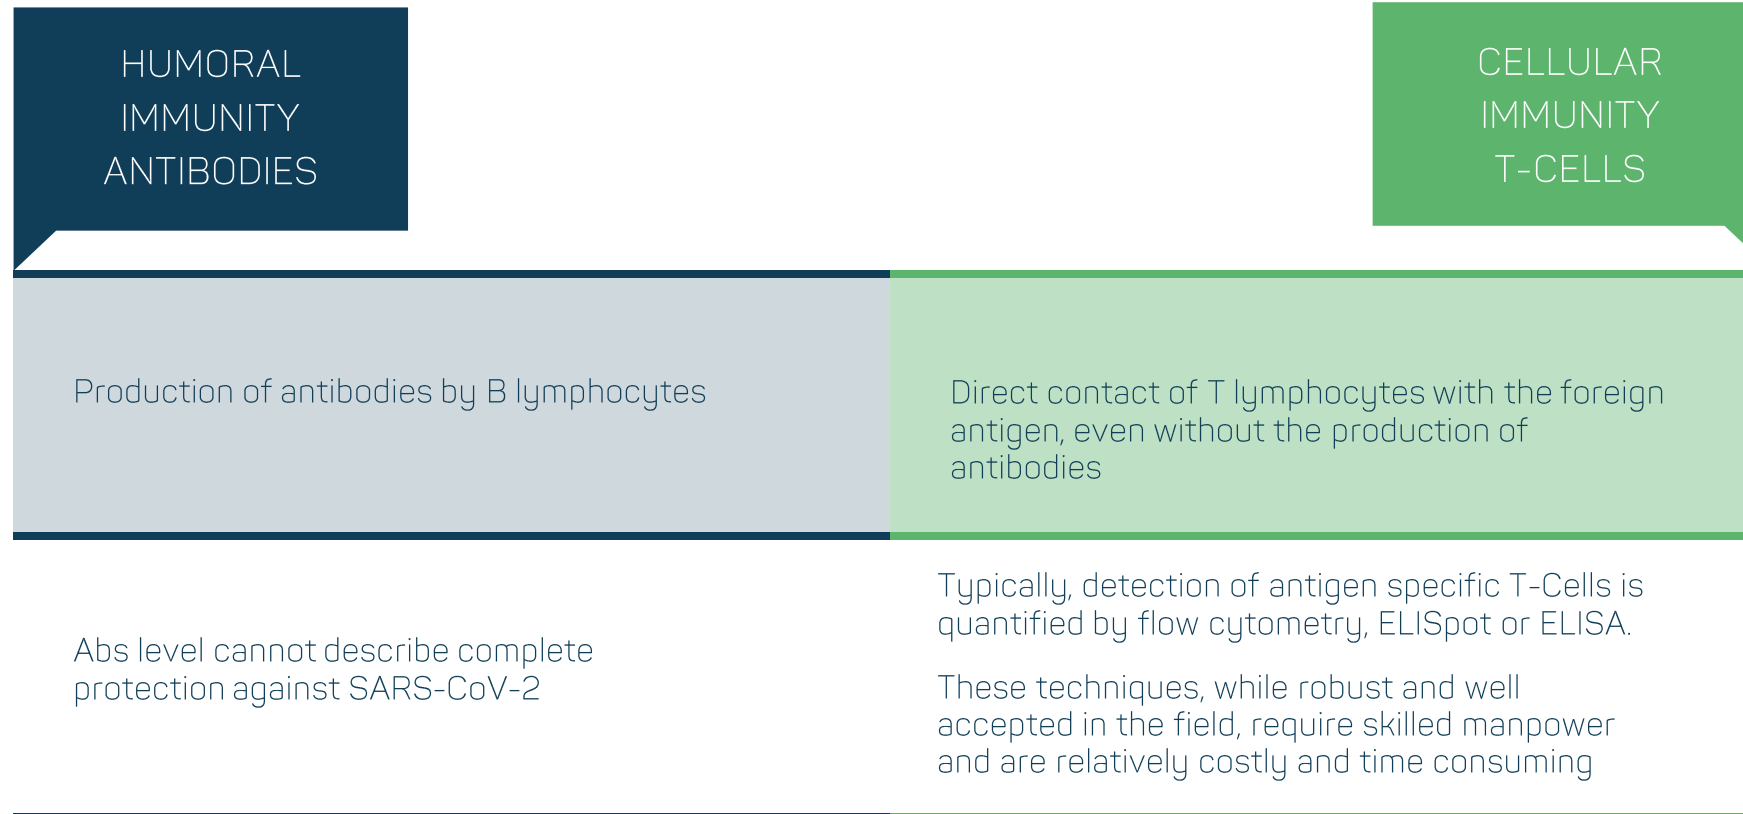 HUMORAL
IMMUNITY
ANTIBODIES
CELLULAR
IMMUNITY
T-CELLS
Production of antibodies by B lymphocytes
Direct contact of T lymphocytes with the foreign
antigen, even without the production of
antibodies
Abs level cannot describe complete
protection against SARS-CoV-2
Typically, detection of antigen specific T-Cells is
quantified by flow cytometry, ELISpot or ELISA.
These techniques, while robust and well
accepted in the field, require skilled manpower
and are relatively costly and time consuming